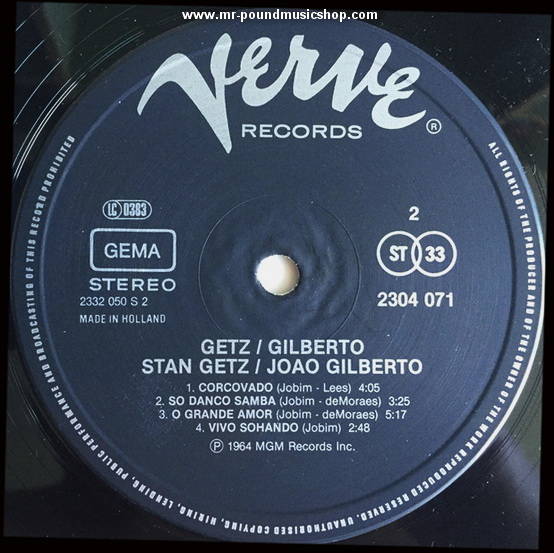 www.mr-poundmusicshop.com
Verve
RECORDS
®
ALL RIGHTS OF THE PRODUCER AND OF THE OWNER OF THE WORK REPRODUCED RESERVED. UNAUTHORISED COPYING, HIRING, LENDING, PUBLIC PERFORMANCE AND BROADCASTING OF THIS RECORD PROHIBITED
LC 0383
GEMA
STEREO
2332 050 S 2
MADE IN HOLLAND
2
ST 33
2304 071
GETZ / GILBERTO
STAN GETZ / JOAO GILBERTO
1. CORCOVADO (Jobim - Lees) 4:05
2. SO DANCO SAMBA (Jobim - deMoraes) 3:25
3. O GRANDE AMOR (Jobim - deMoraes) 5:17
4. VIVO SOHANDO (Jobim) 2:48
℗ 1964 MGM Records Inc.